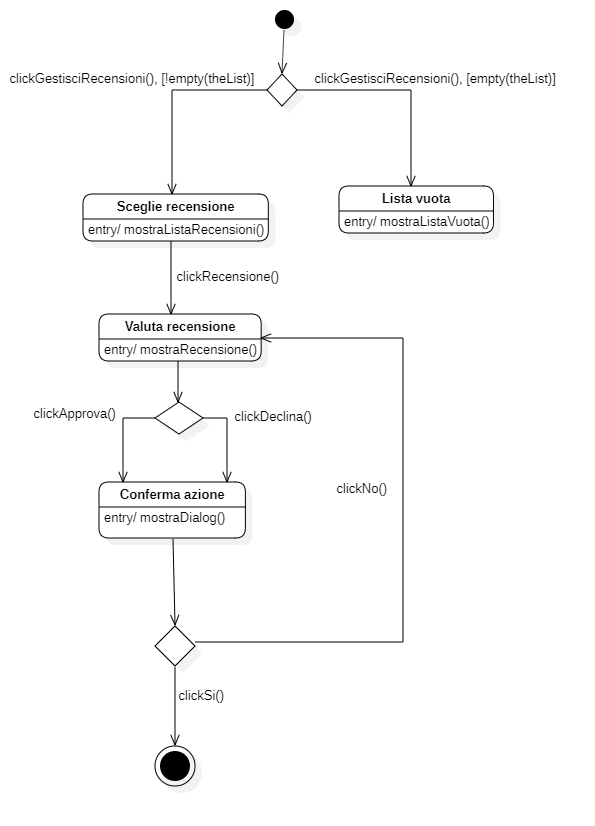 clickGestisciRecensioni(), [!empty(theList)]
clickGestisciRecensioni(), [empty(theList)]
Sceglie recensione
entry/ mostraListaRecensioni()
Lista vuota
entry/ mostraListaVuota()
clickRecensione()
Valuta recensione
entry/ mostraRecensione()
clickApprova()
clickDeclina()
Conferma azione
entry/ mostraDialog()
clickNo()
clickSi()